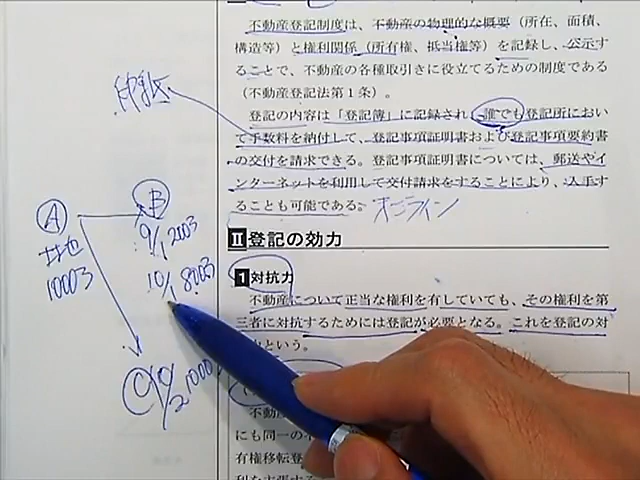 不動産登記制度は、不動産の物理的な概要（所在、面積、
構造等）と権利関係（所有権、抵当権等）を記録し、公示す
ることで、不動産の各種取引きに役立てるための制度である
（不動産登記法第1条）。
登記の内容は「登記簿」に記録され、誰でも登記所におい
て手数料を納付して、登記事項証明書および登記事項要約書
の交付を請求できる。登記事項証明書については、郵送やイ
ンターネットを利用して交付請求をすることにより、入手す
ることも可能である。オンライン
印紙
Ⅱ登記の効力
1 対抗力
不動産について正当な権利を有していても、その権利を第
三者に対抗するためには登記が必要となる。これを登記の対
という。
不動
にも同一の不
有権移転登
A
土地
1000万
B
9/1 200万
10/1 800万
C 10/2 1000